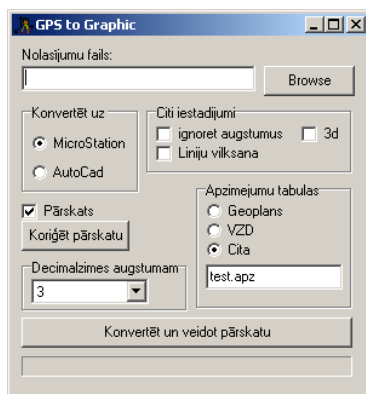 GPS to Graphic
Nolasījumu fails:
Browse
Konvertēt uz
MicroStation
AutoCad
Citi iestadijumi
ignoret augstumus
3d
Liniju vilksana
Pārskats
Koriģēt pārskatu
Apzimejumu tabulas
Geoplans
VZD
Cita
test.apz
Decimalzimes augstumam
3
Konvertēt un veidot pārskatu